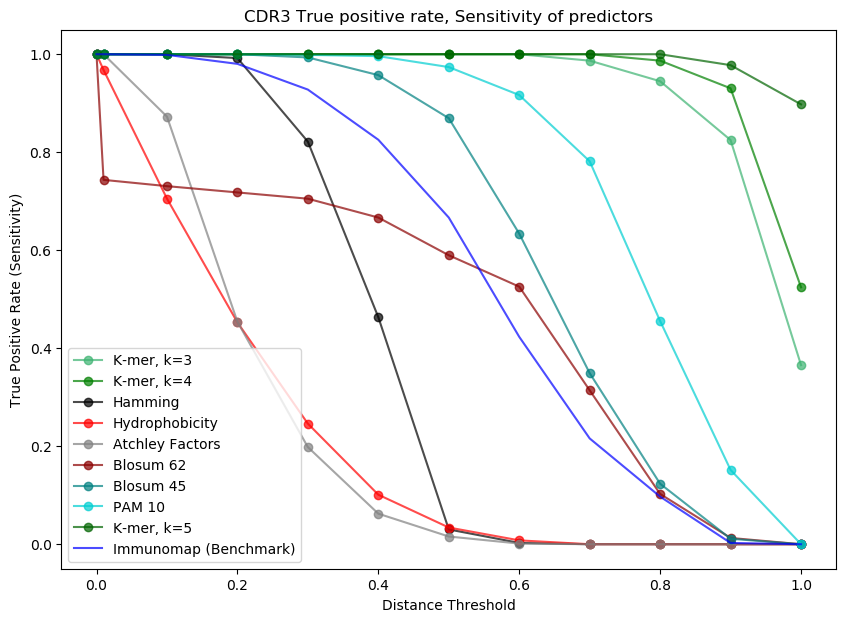 CDR3 True positive rate, Sensitivity of predictors
True Positive Rate (Sensitivity)
1.0
0.8
0.6
0.4
0.2
0.0
K-mer, k=3
K-mer, k=4
Hamming
Hydrophobicity
Atchley Factors
Blosum 62
Blosum 45
PAM 10
K-mer, k=5
Immunomap (Benchmark)
0.0 0.2 0.4 0.6 0.8 1.0
Distance Threshold